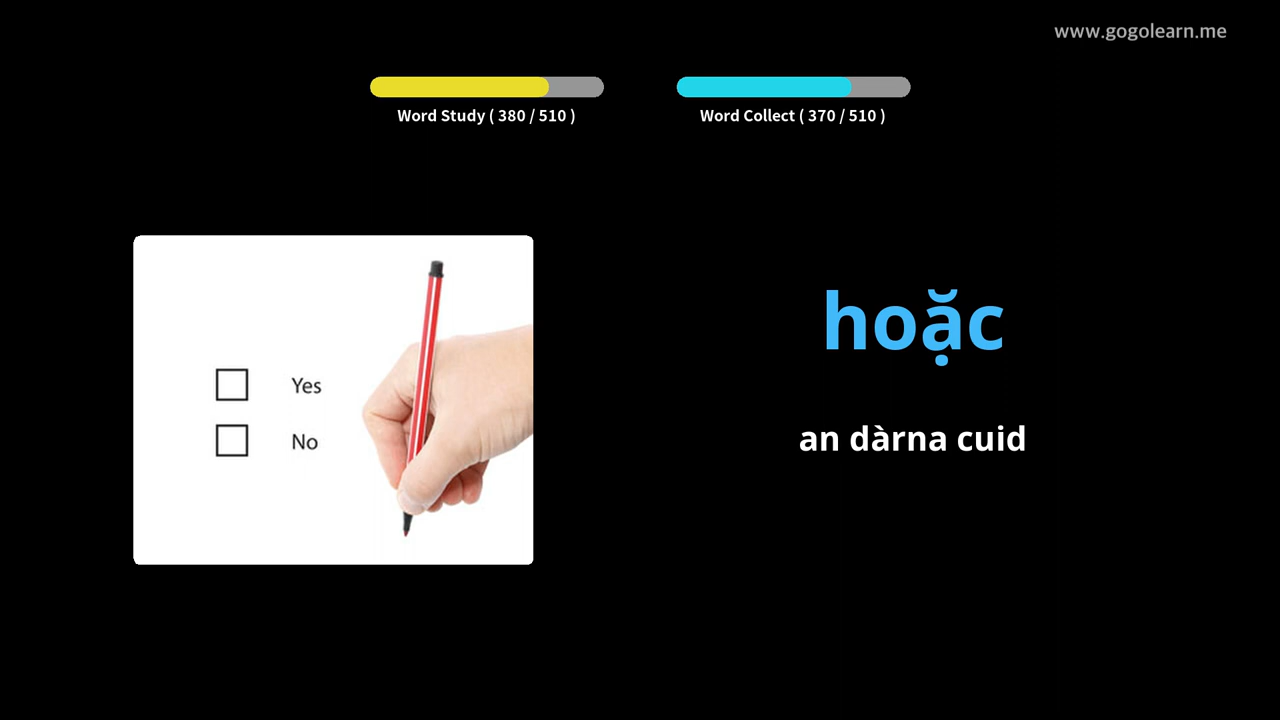 www.gogolearn.me
Word Study ( 380 / 510 )
Word Collect ( 370 / 510 )
Yes
No
hoặc
an dàrna cuid